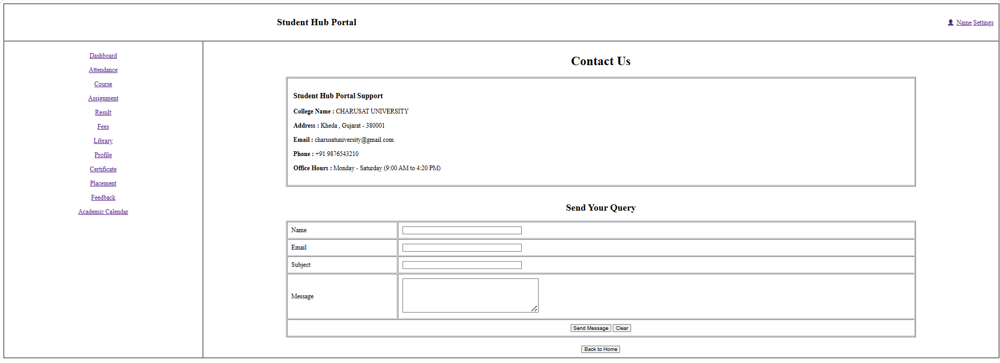 Student Hub Portal
Name Settings
Dashboard
Attendance
Course
Assignment
Result
Fees
Library
Profile
Certificate
Placement
Feedback
Academic Calendar
Contact Us
Student Hub Portal Support
College Name : CHARUSAT UNIVERSITY
Address : Kheda , Gujarat - 380001
Email : charusatuniversity@gmail.com
Phone : +91 9876543210
Office Hours : Monday - Saturday (9:00 AM to 4:20 PM)
Send Your Query
Name
Email
Subject
Message
Send Message Clear
Back to Home